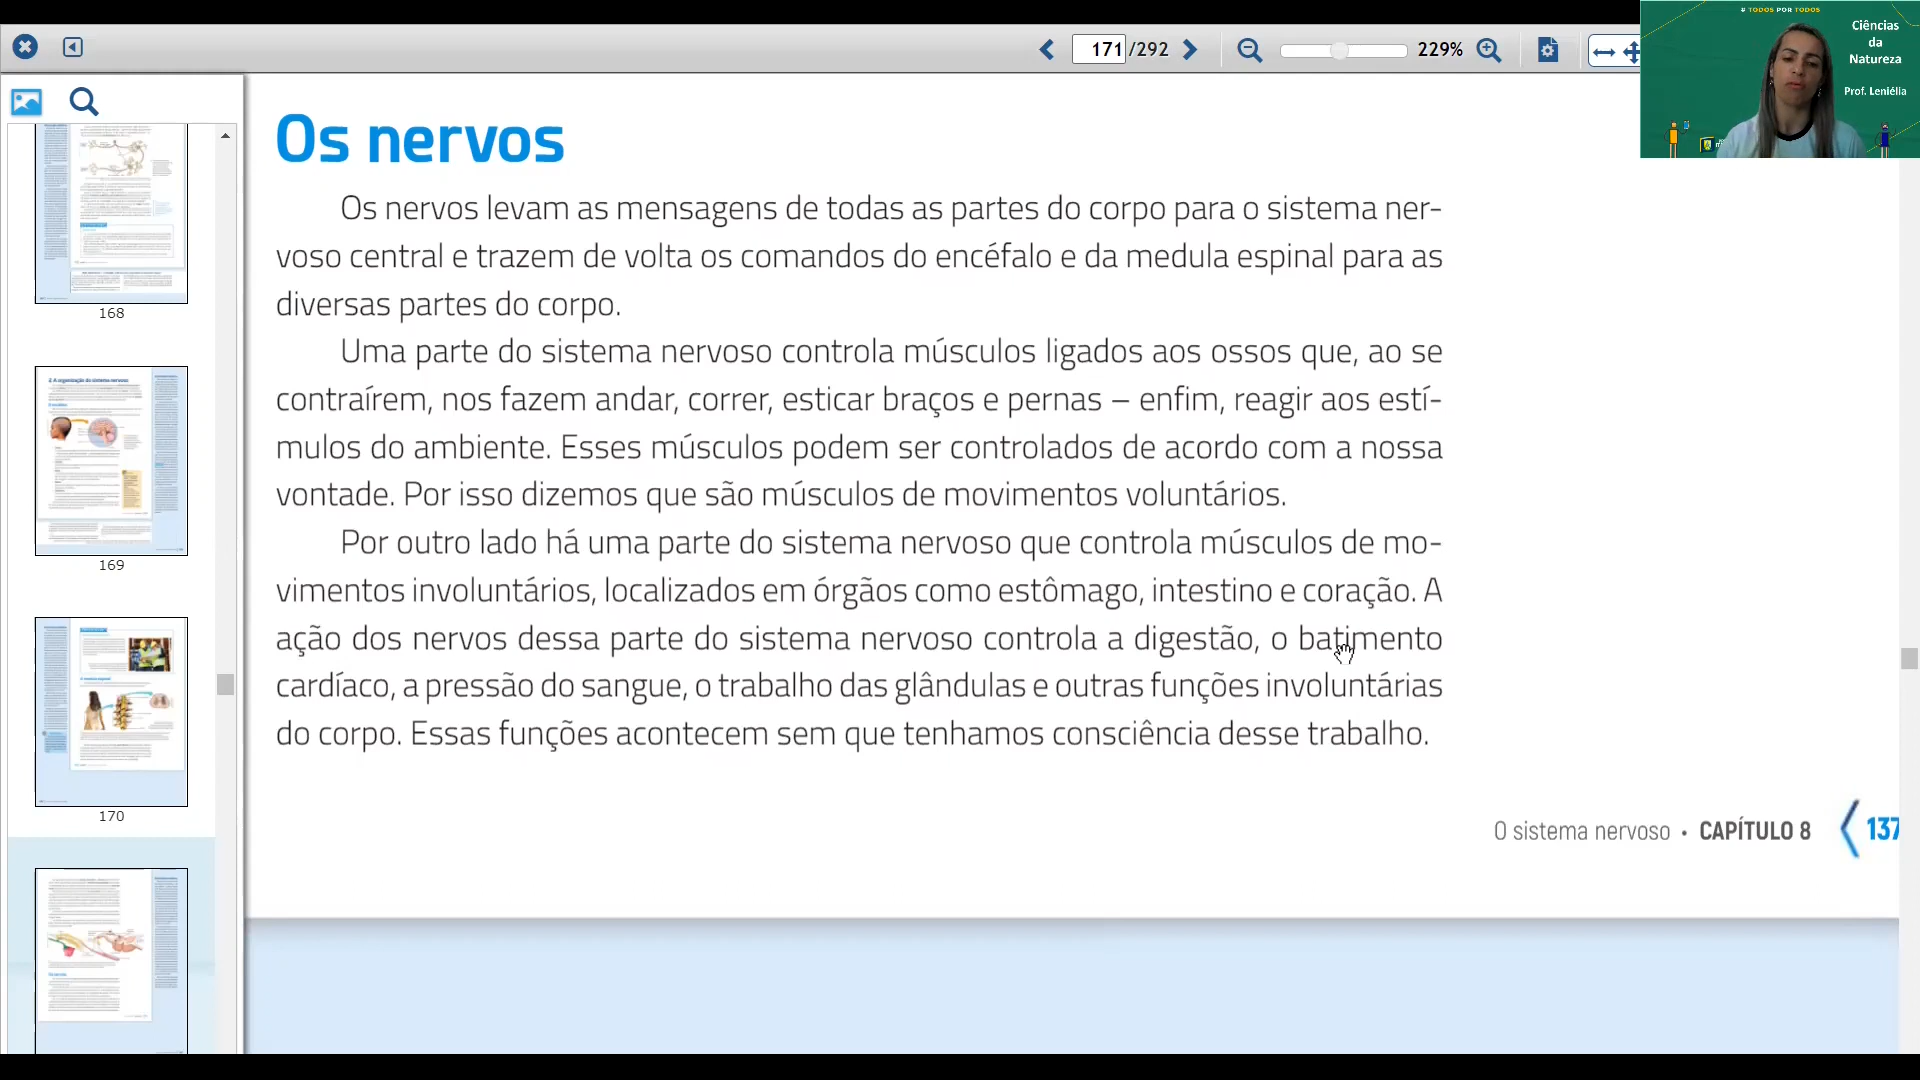 171 /292
229%
# TODOS POR TODOS
Ciências
da
Natureza
Prof. Leniélia
168
169
170
Os nervos
Os nervos levam as mensagens de todas as partes do corpo para o sistema ner-
voso central e trazem de volta os comandos do encéfalo e da medula espinal para as
diversas partes do corpo.
Uma parte do sistema nervoso controla músculos ligados aos ossos que, ao se
contraírem, nos fazem andar, correr, esticar braços e pernas – enfim, reagir aos estí-
mulos do ambiente. Esses músculos podem ser controlados de acordo com a nossa
vontade. Por isso dizemos que são músculos de movimentos voluntários.
Por outro lado há uma parte do sistema nervoso que controla músculos de mo-
vimentos involuntários, localizados em órgãos como estômago, intestino e coração. A
ação dos nervos dessa parte do sistema nervoso controla a digestão, o batimento
cardíaco, a pressão do sangue, o trabalho das glândulas e outras funções involuntárias
do corpo. Essas funções acontecem sem que tenhamos consciência desse trabalho.
O sistema nervoso • CAPÍTULO 8 137